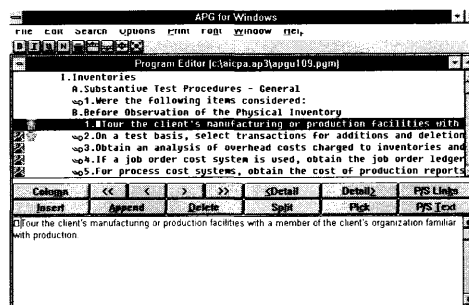 APG for Windows
File Edit Search Options Print Font Window Help
B I U N
Program Editor [c:\aicpa.ap3\apgu109.pgm]
I.Inventories
A.Substantive Test Procedures - General
1.Were the following items considered:
B.Before Observation of the Physical Inventory
1.Tour the client's manufacturing or production facilities with
2.On a test basis, select transactions for additions and deletion
3.Obtain an analysis of overhead costs charged to inventories and
4.If a job order cost system is used, obtain the job order ledger
5.For process cost systems, obtain the cost of production reports
Column << < > >> <Detail Detail> P/S Links
Insert Append Delete Split Pick P/S Text
Tour the client's manufacturing or production facilities with a member of the client's organization familiar
with production.